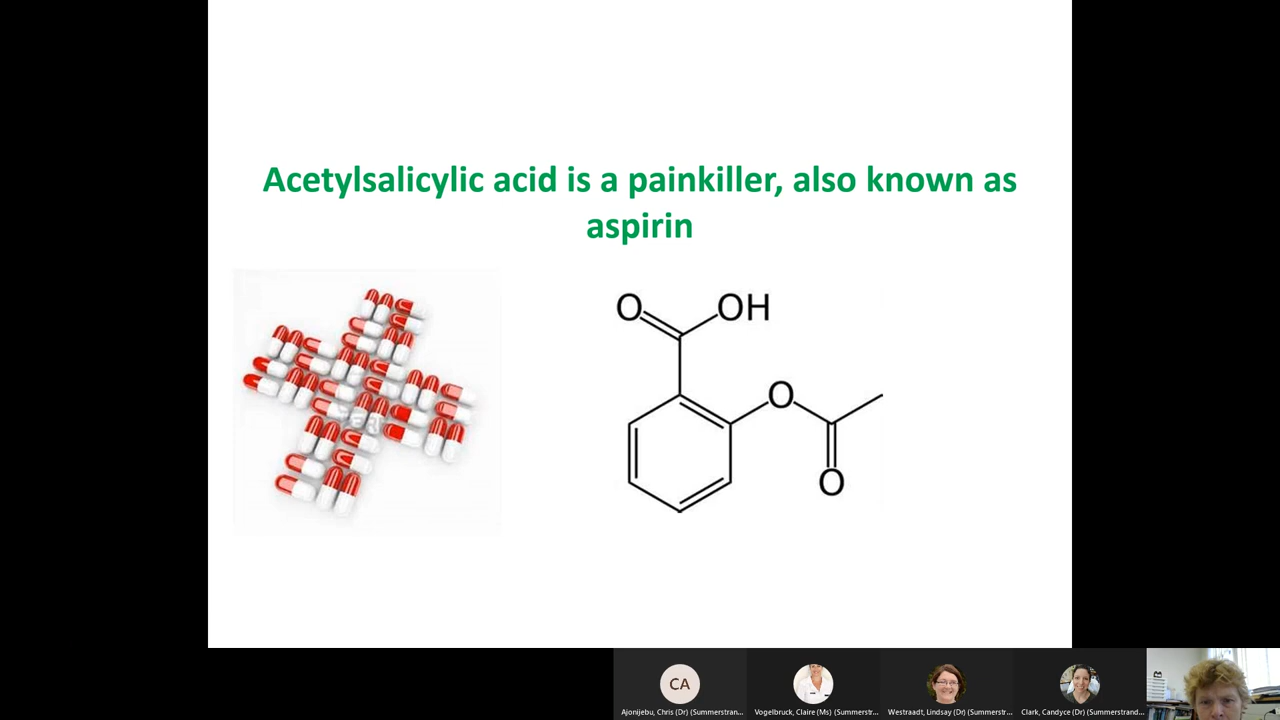 Acetylsalicylic acid is a painkiller, also known as
aspirin
O
OH
O
O
CA
Ajonijebu, Chris (Dr) (Summerstran...
Vogelbruck, Claire (Ms) (Summerstr...
Westraadt, Lindsay (Dr) (Summerstr...
Clark, Candyce (Dr) (Summerstrand...